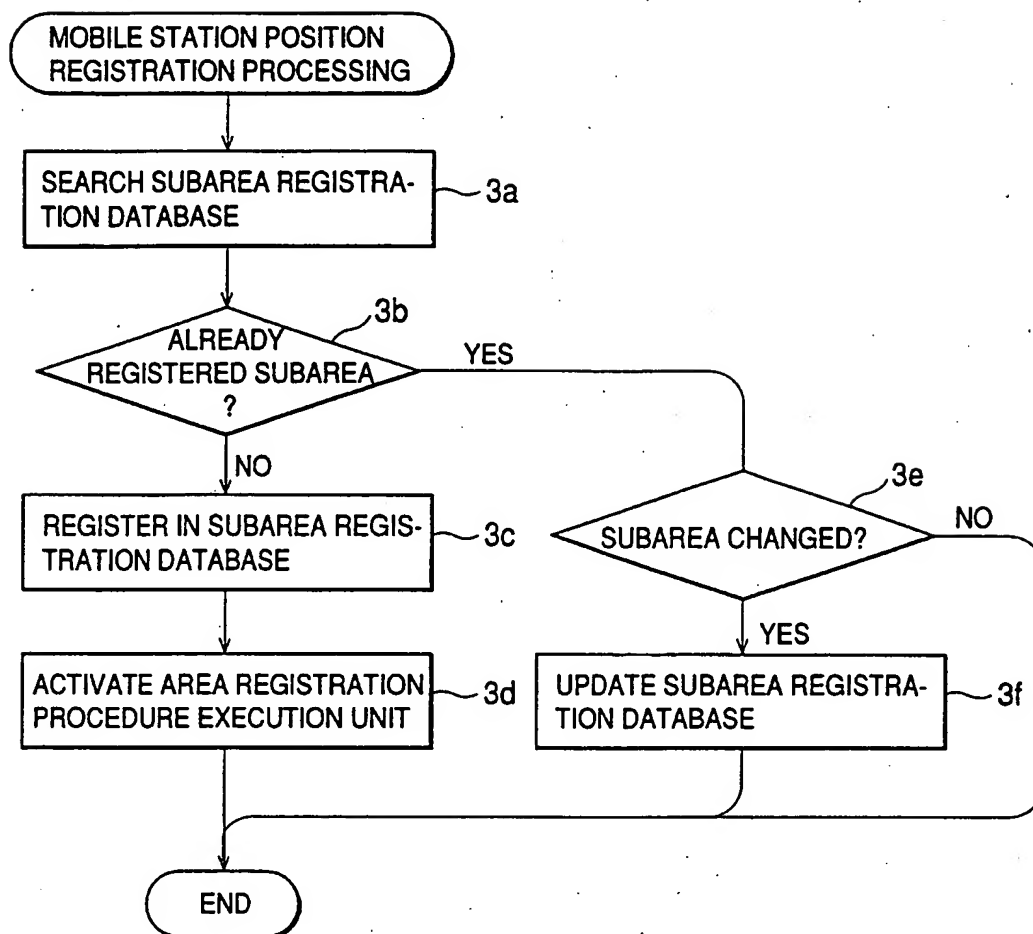 MOBILE STATION POSITION
REGISTRATION PROCESSING
SEARCH SUBAREA REGISTRA-
TION DATABASE
3a
3b
ALREADY
REGISTERED SUBAREA
?
YES
NO
REGISTER IN SUBAREA REGIS-
TRATION DATABASE
3c
3e
SUBAREA CHANGED?
NO
YES
ACTIVATE AREA REGISTRATION
PROCEDURE EXECUTION UNIT
3d
UPDATE SUBAREA REGISTRA-
TION DATABASE
3f
END